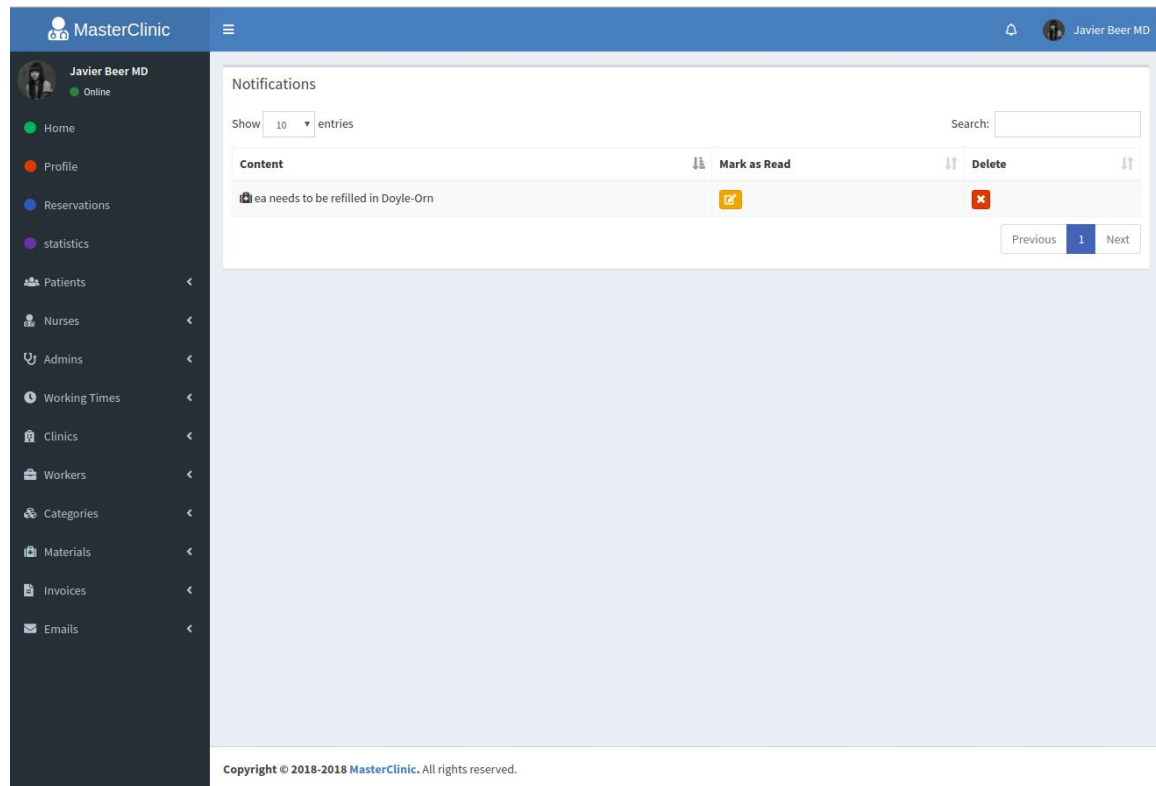 MasterClinic
Javier Beer MD
Javier Beer MD
Online
Home
Profile
Reservations
statistics
Patients
Nurses
Admins
Working Times
Clinics
Workers
Categories
Materials
Invoices
Emails
Notifications
Show 10 entries Search:
Content Mark as Read Delete
ea needs to be refilled in Doyle-Orn
Previous 1 Next
Copyright © 2018-2018 MasterClinic. All rights reserved.